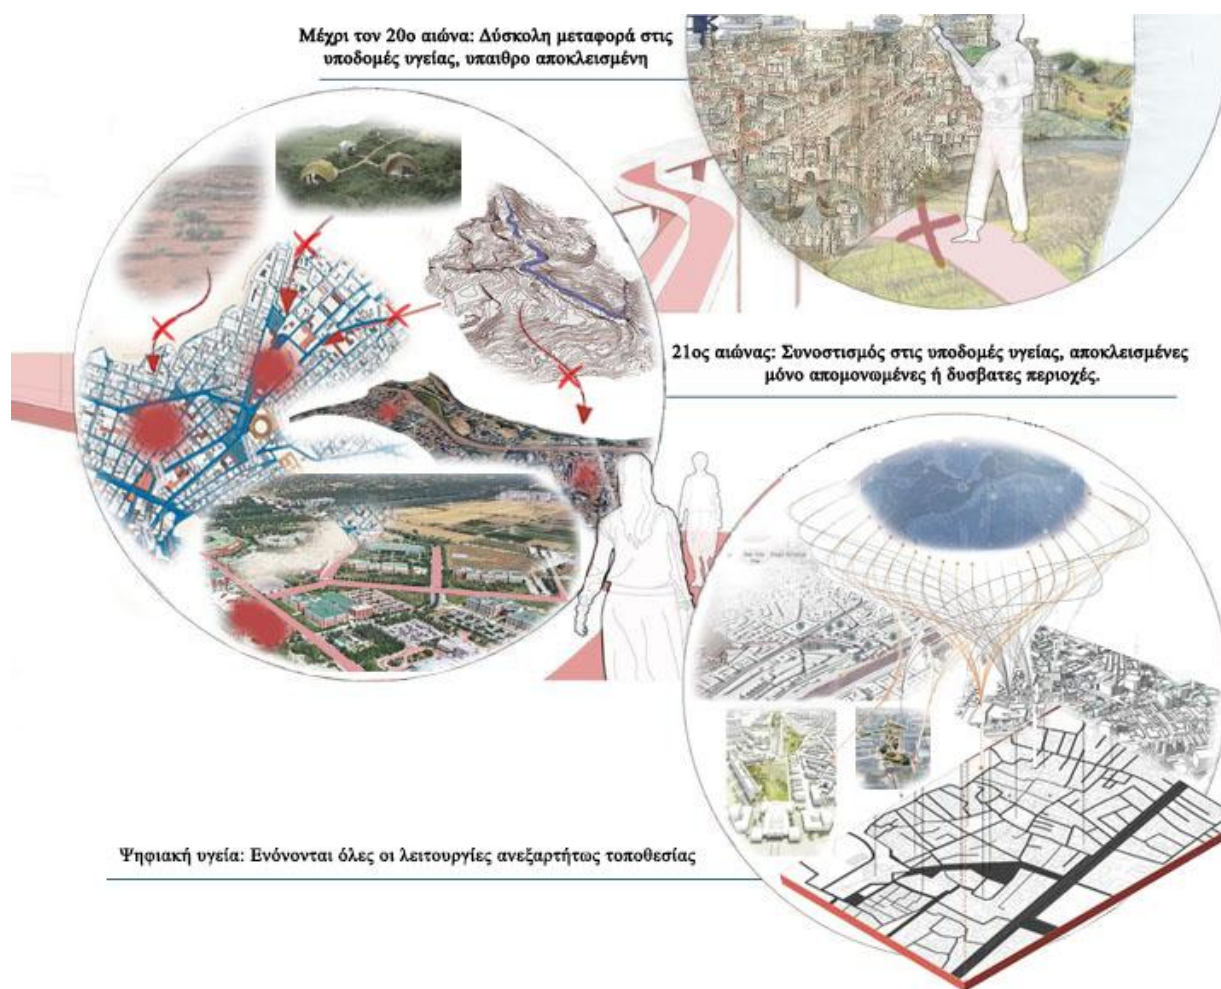 Μέχρι τον 20ο αιώνα: Δύσκολη μεταφορά στις
υποδομές υγείας, υπαιθρο αποκλεισμένη
21ος αιώνας: Συνοστισμός στις υποδομές υγείας, αποκλεισμένες
μόνο απομονωμένες ή δυσβατες περιοχές.
Ψηφιακή υγεία: Ενόνονται όλες οι λειτουργίες ανεξαρτήτως τοποθεσίας